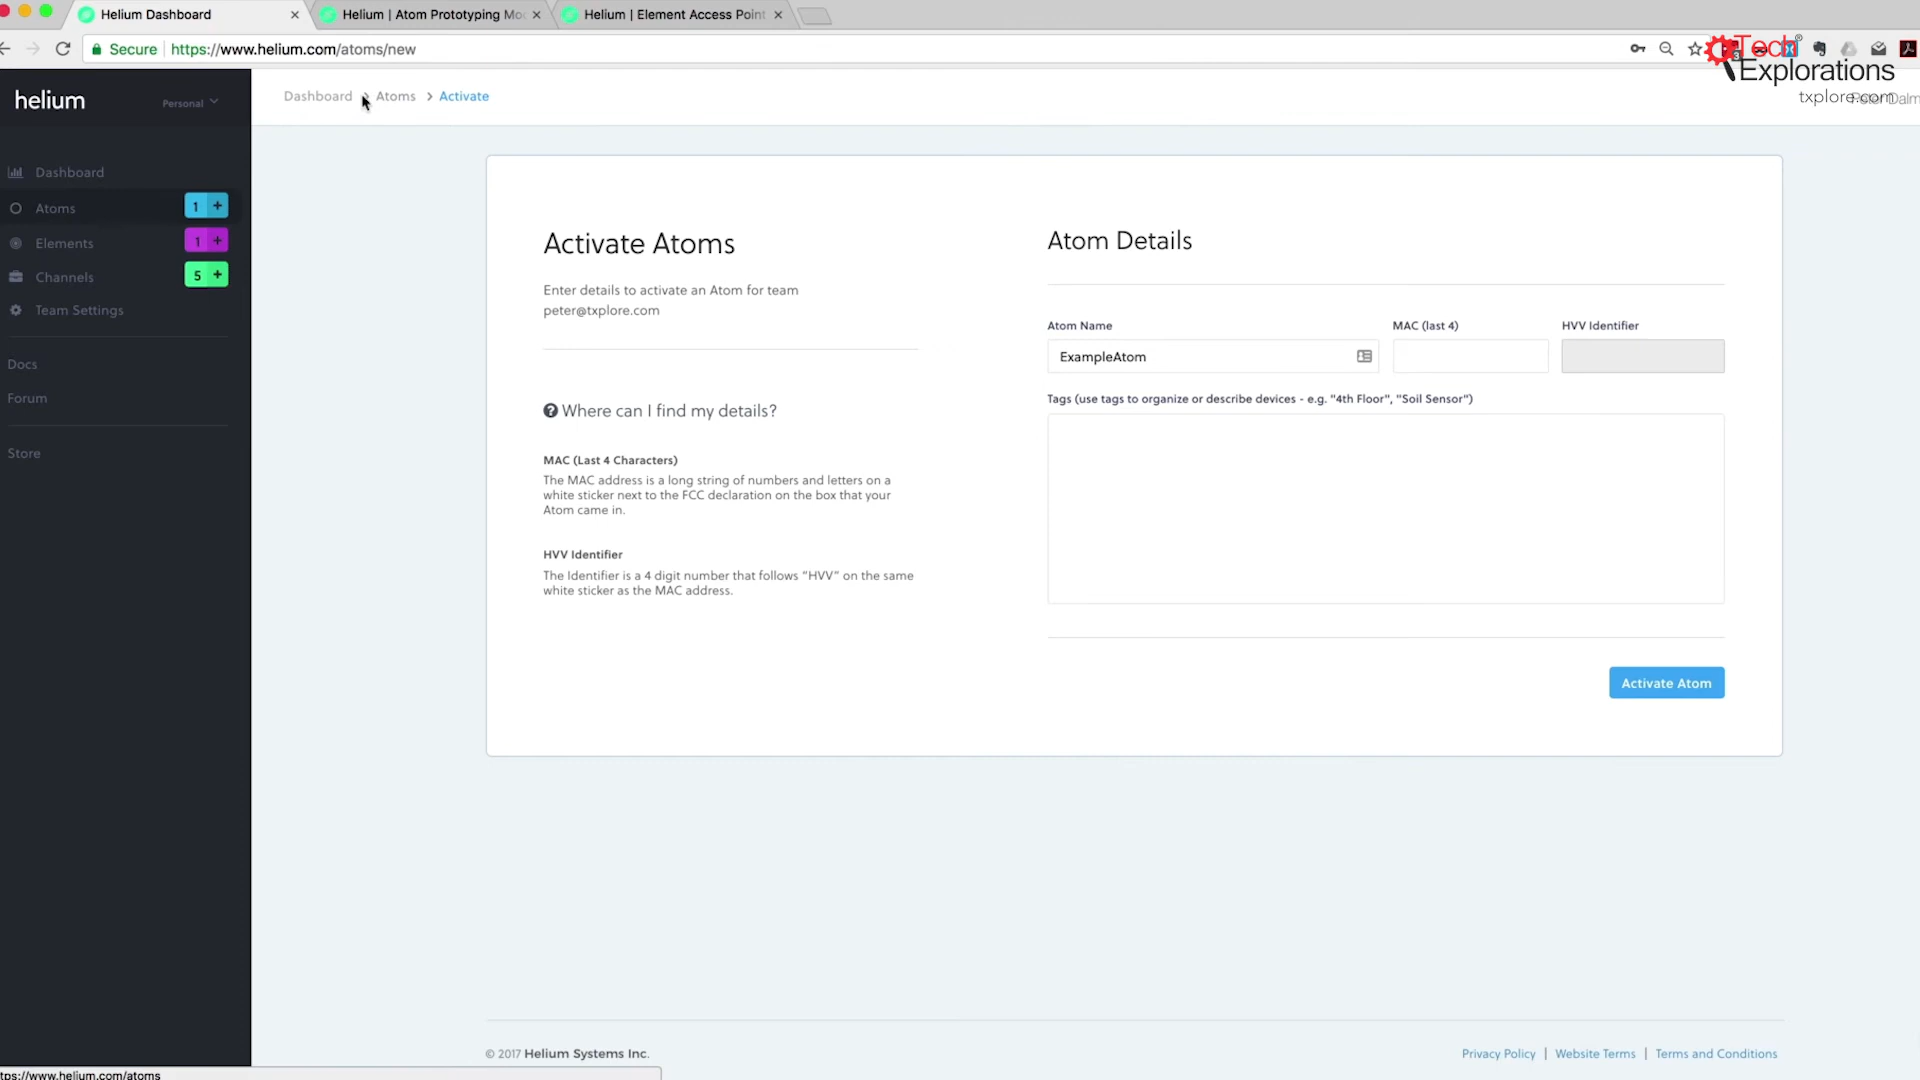 Helium Dashboard
Helium | Atom Prototyping Mo
Helium | Element Access Point
Secure https://www.helium.com/atoms/new
Tech
Explorations
txplore.com
helium
Personal
Dashboard > Atoms > Activate
Dashboard
Atoms 1 +
Elements 1 +
Channels 5 +
Team Settings
Docs
Forum
Store
Activate Atoms
Enter details to activate an Atom for team
peter@txplore.com
Where can I find my details?
MAC (Last 4 Characters)
The MAC address is a long string of numbers and letters on a
white sticker next to the FCC declaration on the box that your
Atom came in.
HVV Identifier
The Identifier is a 4 digit number that follows "HVV" on the same
white sticker as the MAC address.
Atom Details
Atom Name MAC (last 4) HVV Identifier
ExampleAtom
Tags (use tags to organize or describe devices - e.g. "4th Floor", "Soil Sensor")
Activate Atom
© 2017 Helium Systems Inc.
Privacy Policy | Website Terms | Terms and Conditions
tps://www.helium.com/atoms